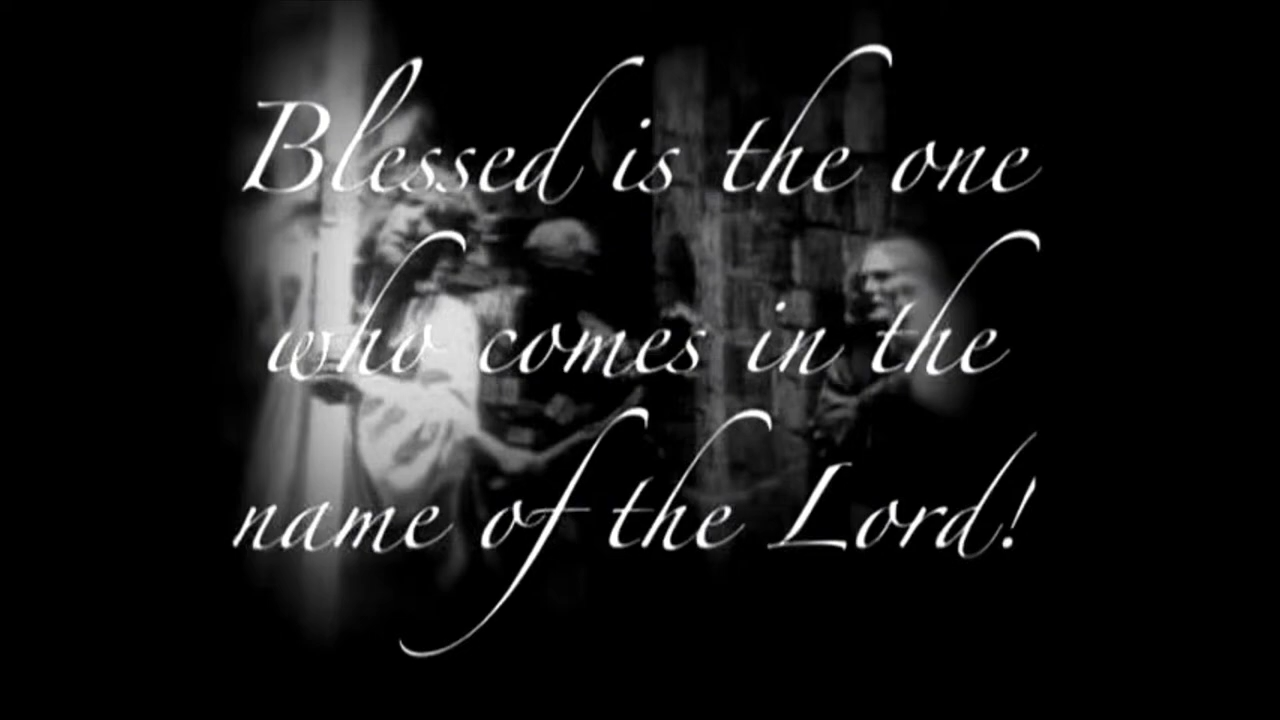 Blessed is the one
who comes in the
name of the Lord!